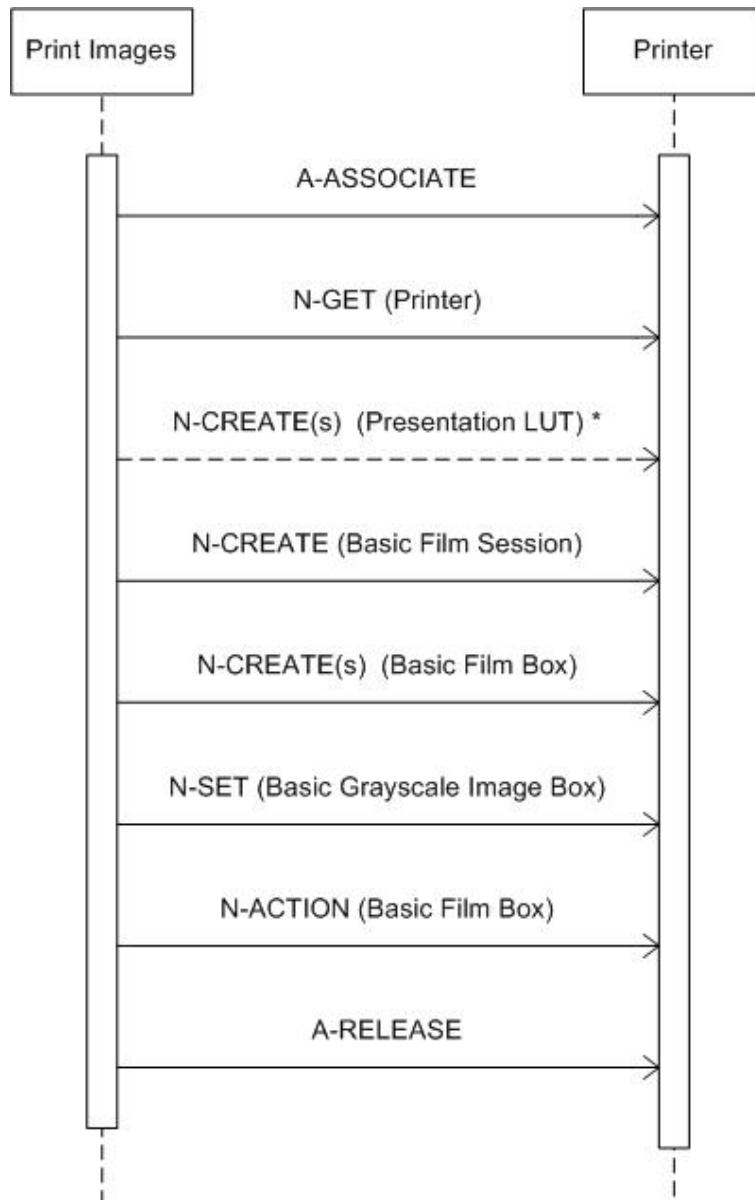 Print Images
Printer
A-ASSOCIATE
N-GET (Printer)
N-CREATE(s)  (Presentation LUT) *
N-CREATE (Basic Film Session)
N-CREATE(s)  (Basic Film Box)
N-SET (Basic Grayscale Image Box)
N-ACTION (Basic Film Box)
A-RELEASE